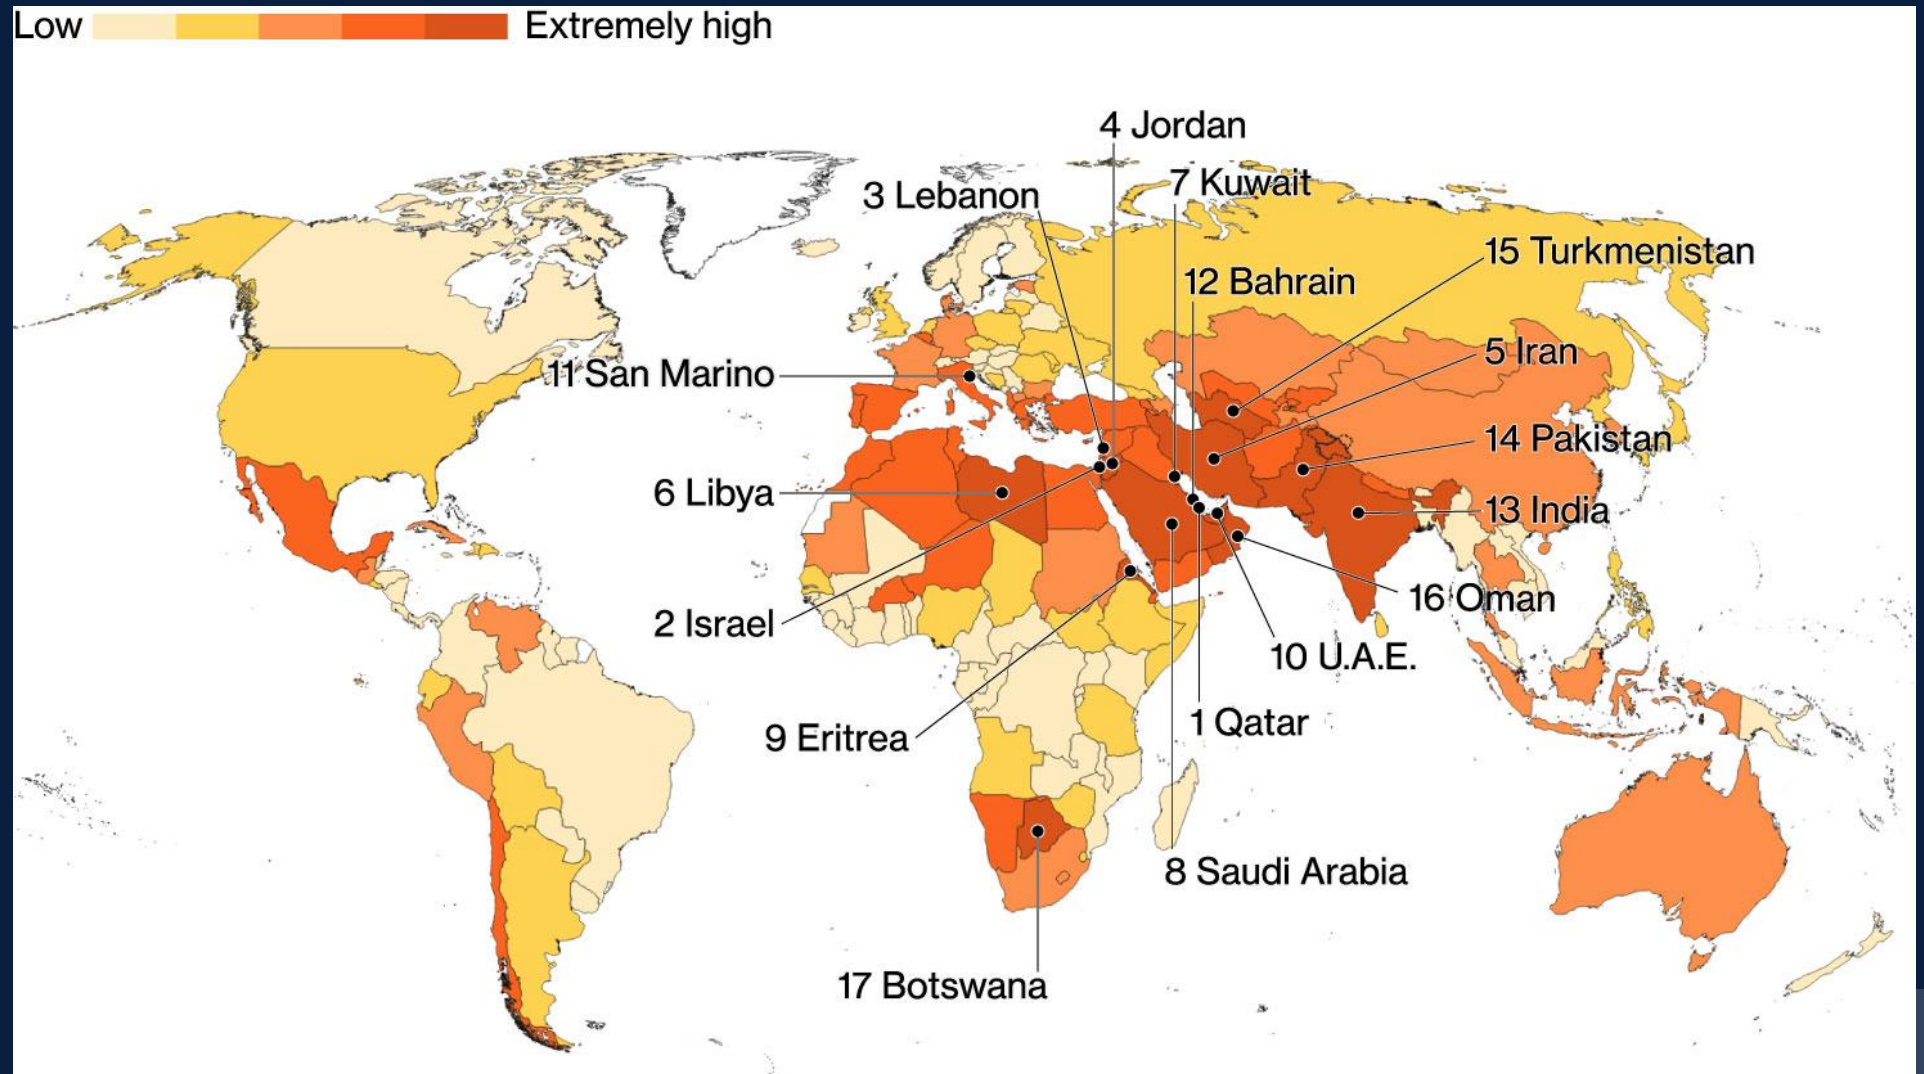 Low Extremely high
4 Jordan
7 Kuwait
3 Lebanon
15 Turkmenistan
12 Bahrain
5 Iran
11 San Marino
14 Pakistan
6 Libya
13 India
16 Oman
2 Israel
10 U.A.E.
1 Qatar
9 Eritrea
8 Saudi Arabia
17 Botswana